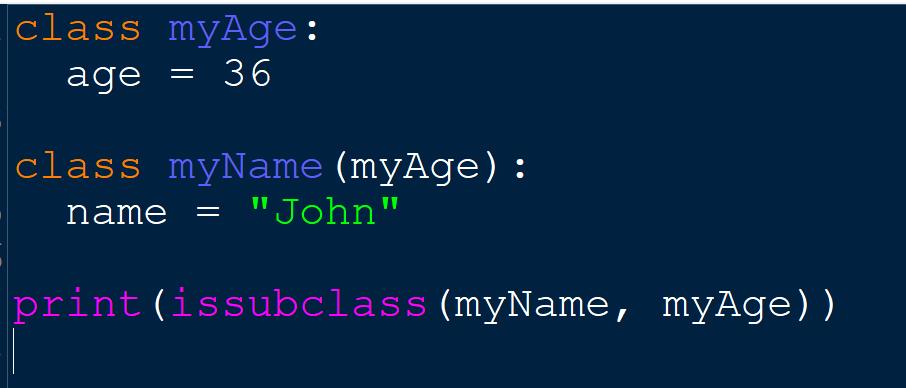 class myAge:
  age = 36
class myName(myAge):
  name = "John"
print(issubclass(myName, myAge))